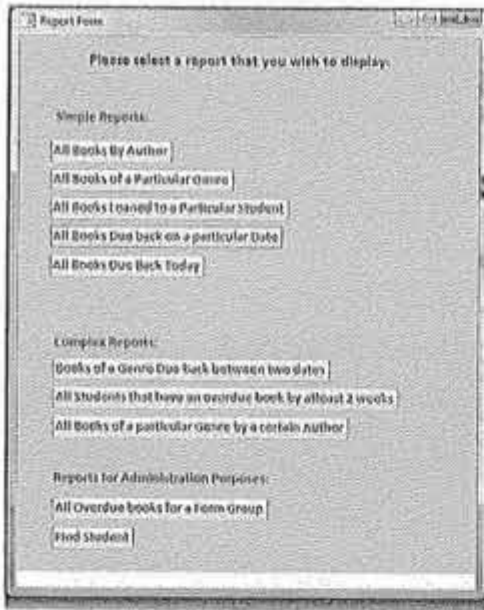 Report Form
Please select a report that you wish to display:
Simple Reports:
All Books By Author
All Books of a Particular Genre
All Books Loaned to a Particular Student
All Books Due back on a particular Date
All Books Due Back Today
Complex Reports:
Books of a Genre Due Back between two dates
All Students that have an overdue book by atleast 2 weeks
All Books of a particular Genre by a certain Author
Reports for Administration Purposes:
All Overdue books for a Form Group
Find Student